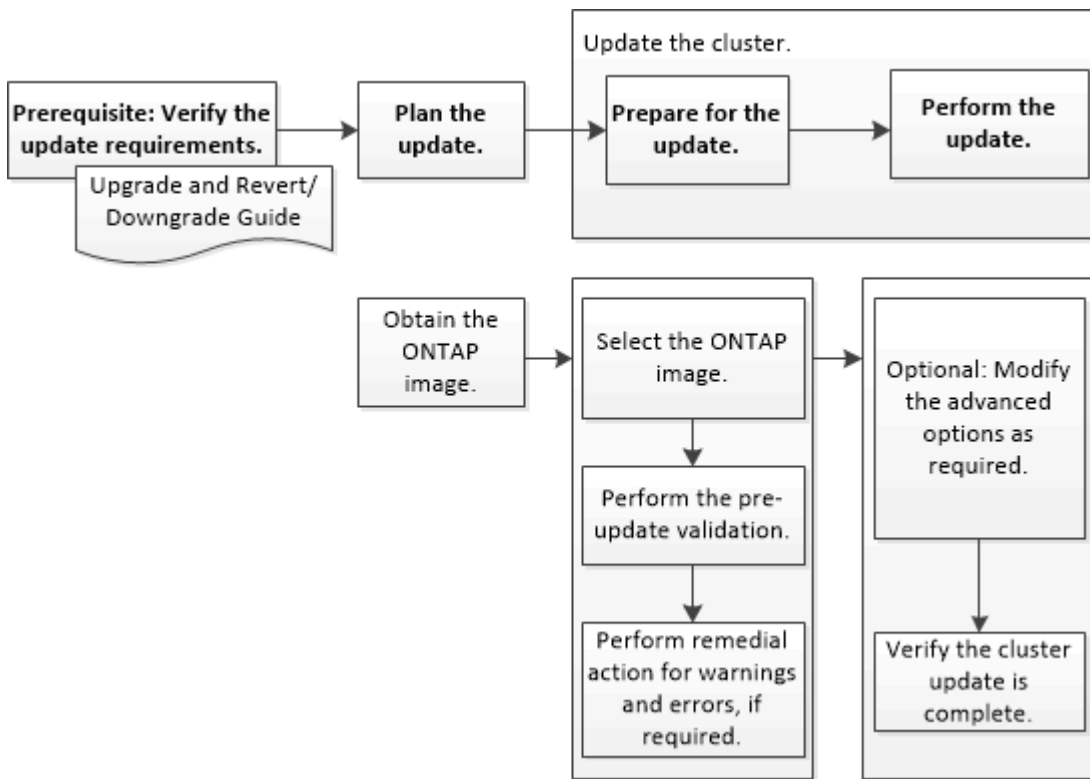 Update the cluster.
Prerequisite: Verify the
update requirements.
Upgrade and Revert/
Downgrade Guide
Plan the
update.
Prepare for the
update.
Perform the
update.
Obtain the
ONTAP
image.
Select the ONTAP
image.
Perform the pre-
update validation.
Perform remedial
action for warnings
and errors, if
required.
Optional: Modify
the advanced
options as
required.
Verify the cluster
update is
complete.